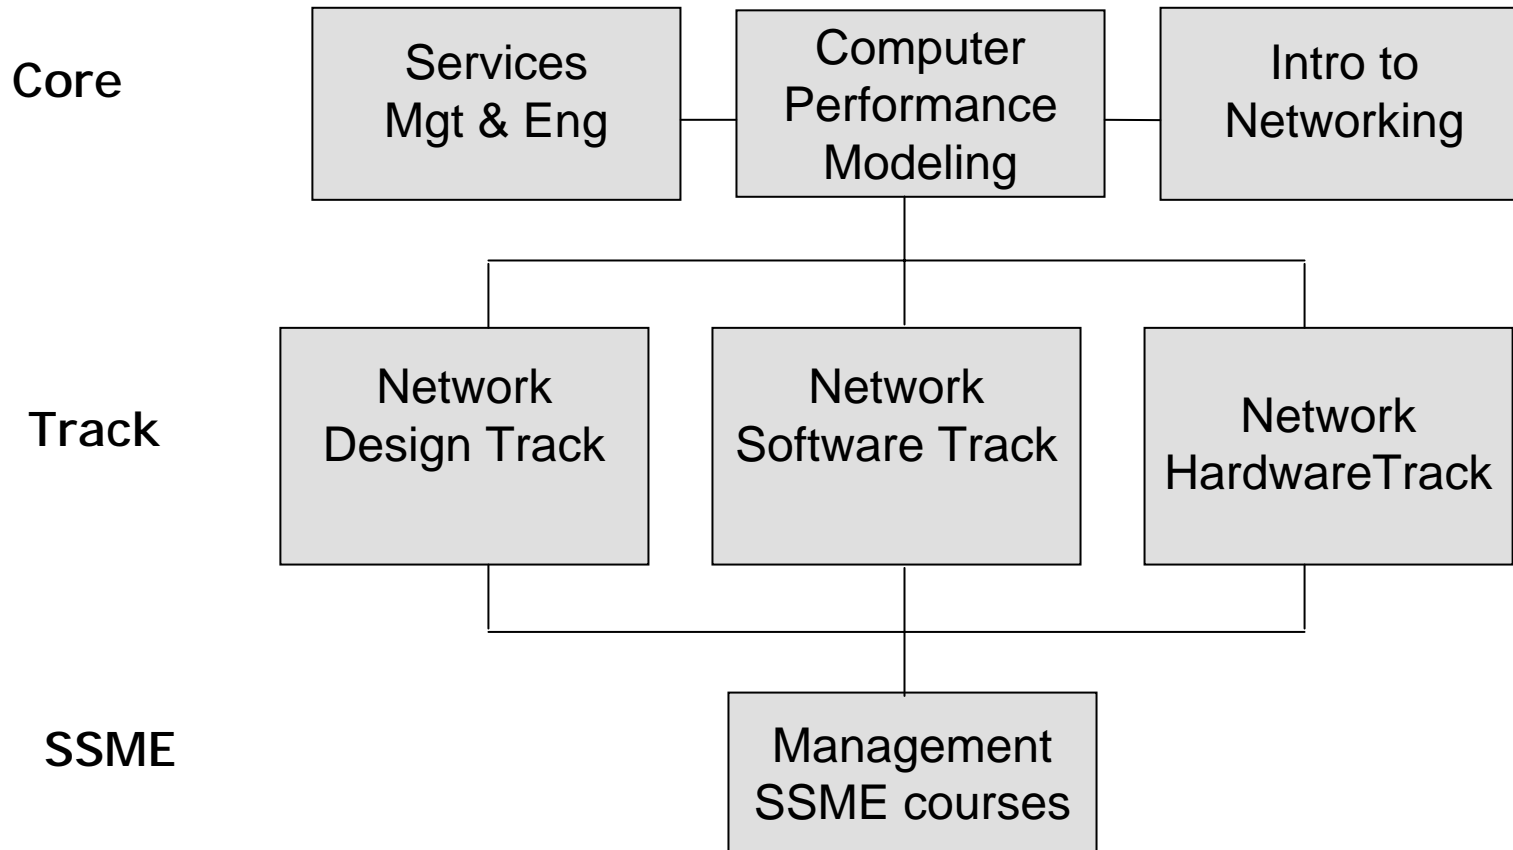 Core
Services
Mgt & Eng
Computer
Performance
Modeling
Intro to
Networking
Track
Network
Design Track
Network
Software Track
Network
HardwareTrack
SSME
Management
SSME courses